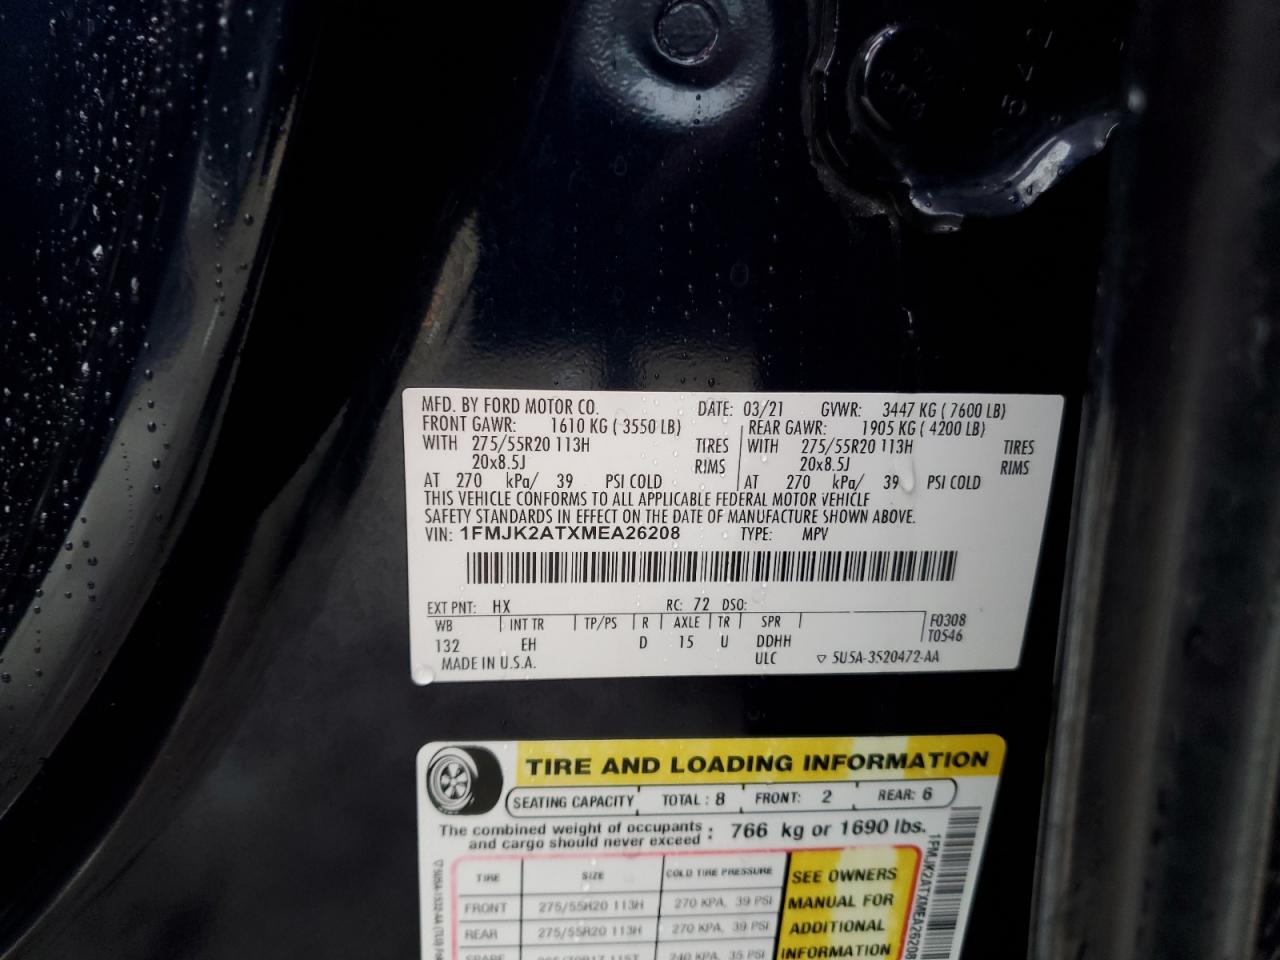 MFD. BY FORD MOTOR CO. DATE: 03/21 GVWR: 3447 KG ( 7600 LB)
FRONT GAWR: 1610 KG ( 3550 LB) REAR GAWR: 1905 KG ( 4200 LB)
WITH 275/55R20 113H TIRES WITH 275/55R20 113H TIRES
20x8.5J RIMS 20x8.5J RIMS
AT 270 kPa/ 39 PSI COLD AT 270 kPa/ 39 PSI COLD
THIS VEHICLE CONFORMS TO ALL APPLICABLE FEDERAL MOTOR VEHICLE
SAFETY STANDARDS IN EFFECT ON THE DATE OF MANUFACTURE SHOWN ABOVE.
VIN: 1FMJK2ATXMEA26208 TYPE: MPV
EXT PNT: HX RC: 72 DSO:
WB INT TR TP/PS R AXLE TR SPR F0308
132 EH D 15 U DDHH T0546
MADE IN U.S.A. ULC 5U5A-3520472-AA
TIRE AND LOADING INFORMATION
SEATING CAPACITY TOTAL : 8 FRONT: 2 REAR: 6
The combined weight of occupants
and cargo should never exceed : 766 kg or 1690 lbs.
TIRE SIZE COLD TIRE PRESSURE
FRONT 275/55R20 113H 270 KPA, 39 PSI
REAR 275/55R20 113H 270 KPA, 39 PSI
240 KPA, 35 PSI
SEE OWNERS
MANUAL FOR
ADDITIONAL
INFORMATION
1FMJK2ATXMEA26208